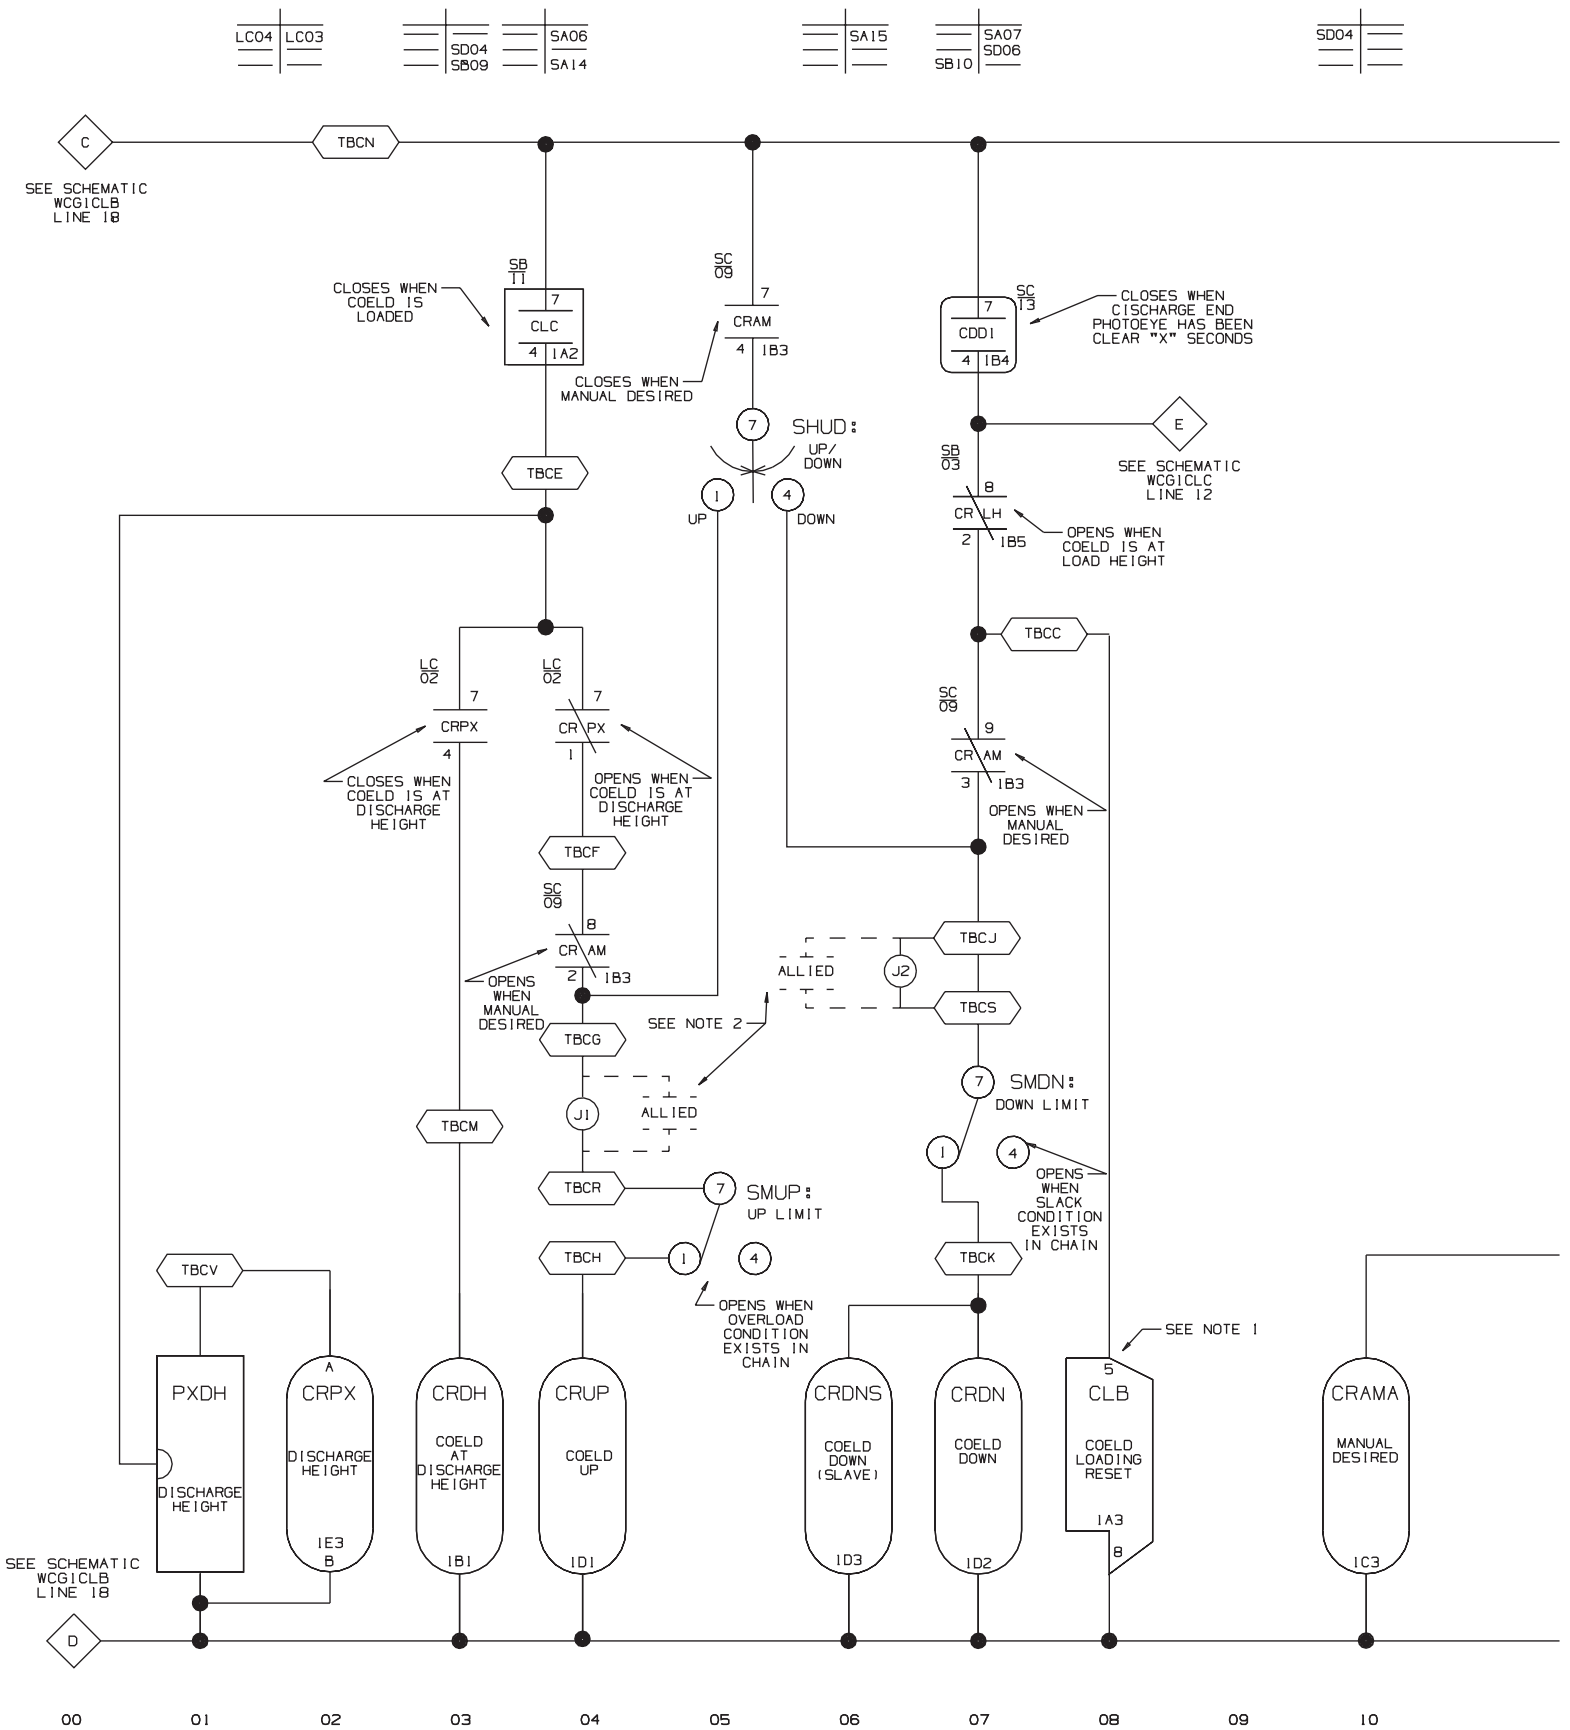 LC04 LC03
SD04
SB09
SA06
SA14
SA15
SA07
SD06
SB10
SD04
C
TBCN
SEE SCHEMATIC
WCG1CLB
LINE 18
SB
11
CLOSES WHEN
COELD IS
LOADED
7
CLC
4 1A2
SC
09
7
CRAM
4 1B3
CLOSES WHEN
MANUAL DESIRED
SC
13
7
CDD1
4 1B4
CLOSES WHEN
CISCHARGE END
PHOTOEYE HAS BEEN
CLEAR "X" SECONDS
7
SHUD:
UP/
DOWN
1
UP
4
DOWN
E
SEE SCHEMATIC
WCG1CLC
LINE 12
TBCE
SB
03
8
CR LH
2 1B5
OPENS WHEN
COELD IS AT
LOAD HEIGHT
TBCC
LC
02
7
CRPX
4
CLOSES WHEN
COELD IS AT
DISCHARGE
HEIGHT
LC
02
7
CR PX
1
OPENS WHEN
COELD IS AT
DISCHARGE
HEIGHT
SC
09
9
CR AM
3 1B3
OPENS WHEN
MANUAL
DESIRED
TBCF
SC
09
8
CR AM
2 1B3
OPENS
WHEN
MANUAL
DESIRED
TBCG
TBCJ
ALLIED
J2
TBCS
SEE NOTE 2
J1
ALLIED
TBCM
7
SMDN:
DOWN LIMIT
1
4
OPENS
WHEN
SLACK
CONDITION
EXISTS
IN CHAIN
TBCR
7
SMUP:
UP LIMIT
TBCH
1
4
OPENS WHEN
OVERLOAD
CONDITION
EXISTS IN
CHAIN
TBCK
TBCV
SEE NOTE 1
PXDH
DISCHARGE
HEIGHT
A
CRPX
DISCHARGE
HEIGHT
1E3
B
CRDH
COELD
AT
DISCHARGE
HEIGHT
1B1
CRUP
COELD
UP
1D1
CRDNS
COELD
DOWN
(SLAVE)
1D3
CRDN
COELD
DOWN
1D2
5
CLB
COELD
LOADING
RESET
1A3
8
CRAMA
MANUAL
DESIRED
1C3
SEE SCHEMATIC
WCG1CLB
LINE 18
D
00 01 02 03 04 05 06 07 08 09 10